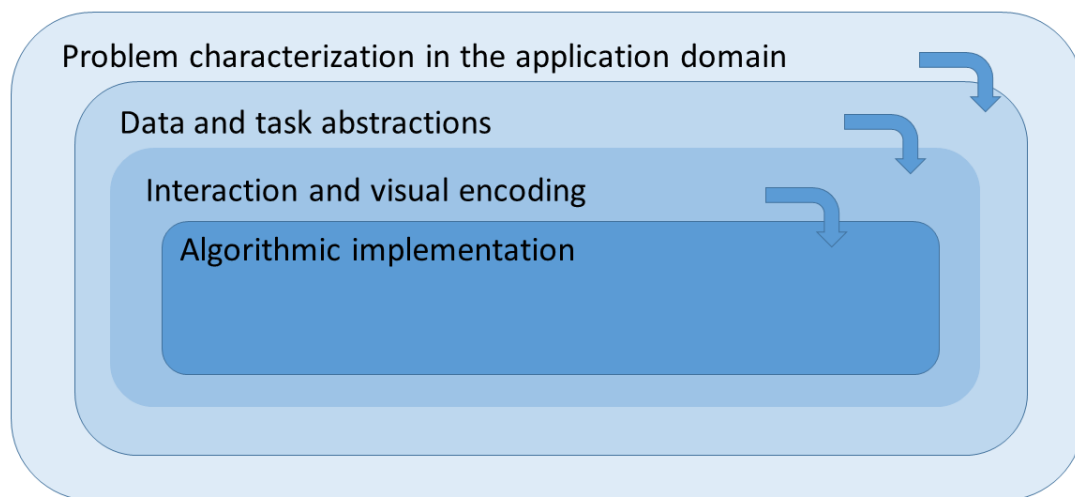 Problem characterization in the application domain
Data and task abstractions
Interaction and visual encoding
Algorithmic implementation